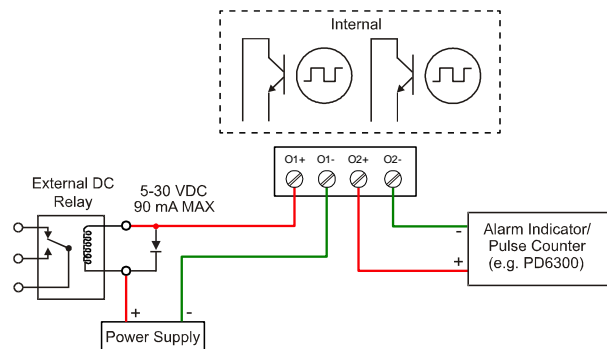 Internal
O1+ O1- O2+ O2-
External DC
Relay
5-30 VDC
90 mA MAX
Alarm Indicator/
Pulse Counter
(e.g. PD6300)
-
+
+ -
Power Supply